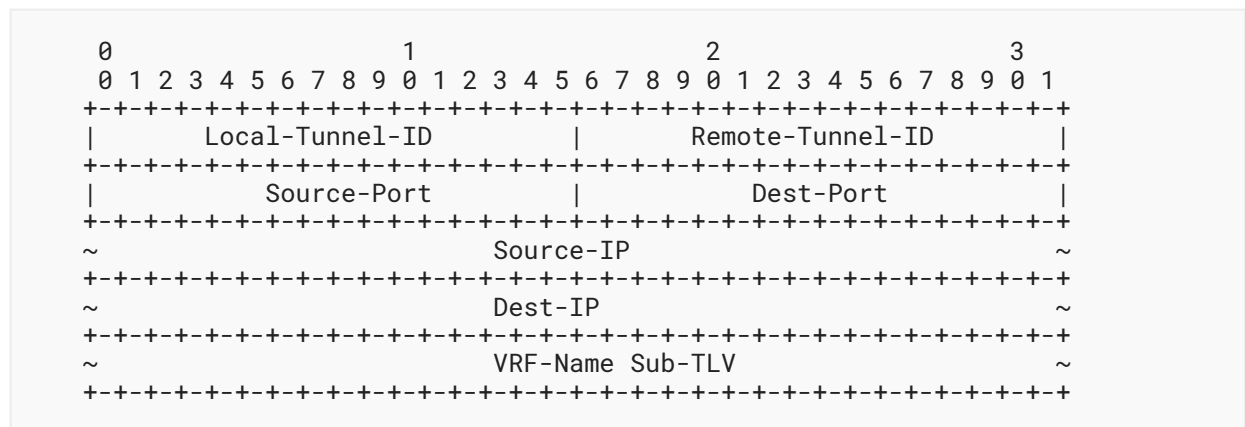 0                   1                   2                   3
 0 1 2 3 4 5 6 7 8 9 0 1 2 3 4 5 6 7 8 9 0 1 2 3 4 5 6 7 8 9 0 1
+-+-+-+-+-+-+-+-+-+-+-+-+-+-+-+-+-+-+-+-+-+-+-+-+-+-+-+-+-+-+-+-+
|       Local-Tunnel-ID         |       Remote-Tunnel-ID        |
+-+-+-+-+-+-+-+-+-+-+-+-+-+-+-+-+-+-+-+-+-+-+-+-+-+-+-+-+-+-+-+-+
|           Source-Port         |           Dest-Port           |
+-+-+-+-+-+-+-+-+-+-+-+-+-+-+-+-+-+-+-+-+-+-+-+-+-+-+-+-+-+-+-+-+
~                          Source-IP                            ~
+-+-+-+-+-+-+-+-+-+-+-+-+-+-+-+-+-+-+-+-+-+-+-+-+-+-+-+-+-+-+-+-+
~                          Dest-IP                              ~
+-+-+-+-+-+-+-+-+-+-+-+-+-+-+-+-+-+-+-+-+-+-+-+-+-+-+-+-+-+-+-+-+
~                          VRF-Name Sub-TLV                     ~
+-+-+-+-+-+-+-+-+-+-+-+-+-+-+-+-+-+-+-+-+-+-+-+-+-+-+-+-+-+-+-+-+